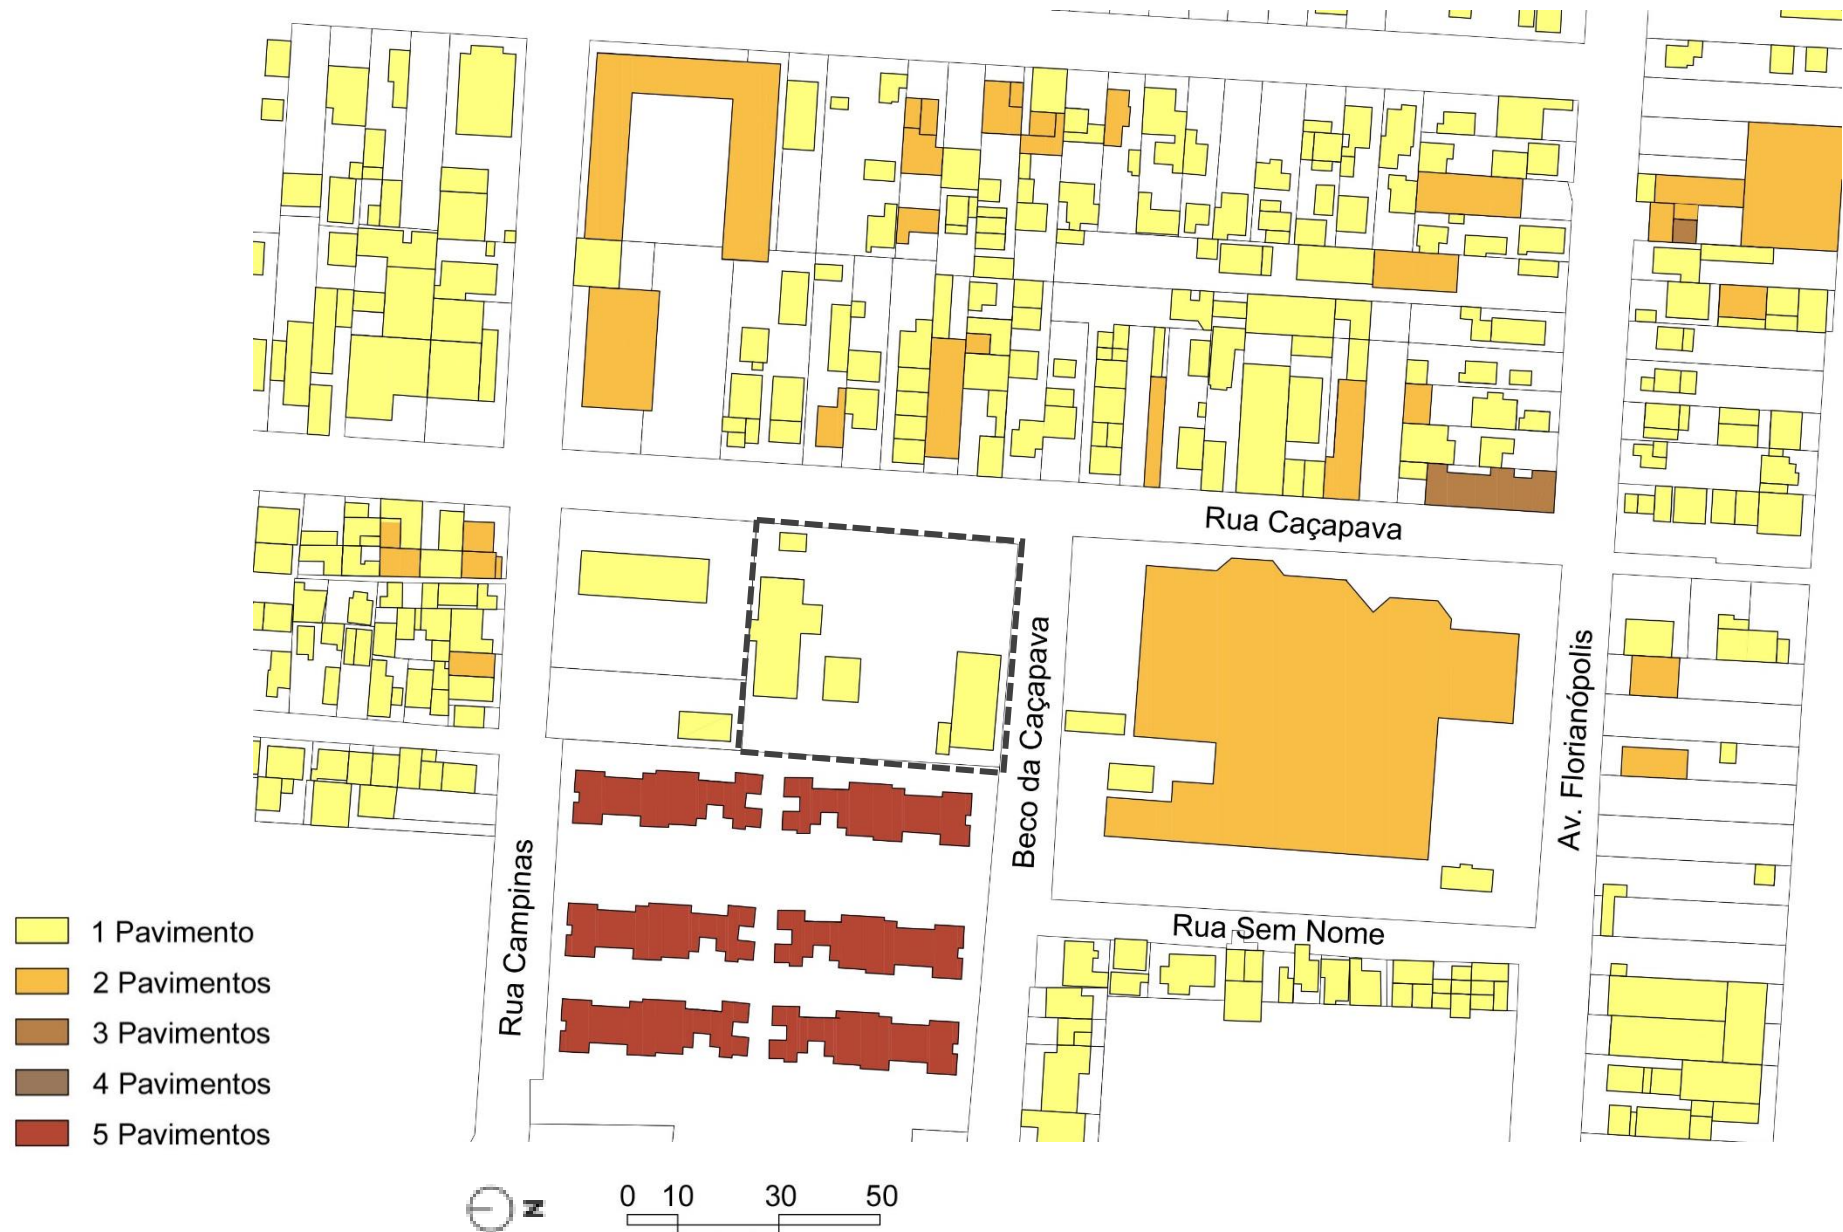 Rua Caçapava
Beco da Caçapava
Av. Florianópolis
Rua Campinas
Rua Sem Nome
1 Pavimento
2 Pavimentos
3 Pavimentos
4 Pavimentos
5 Pavimentos
N
0 10 30 50